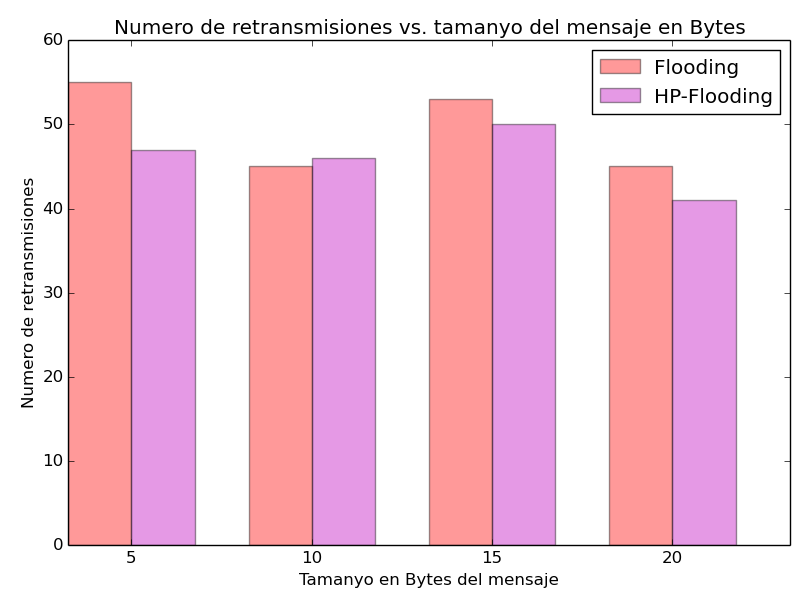 Numero de retransmisiones vs. tamanyo del mensaje en Bytes
60
50
40
30
20
10
0
Numero de retransmisiones
Flooding
HP-Flooding
5 10 15 20
Tamanyo en Bytes del mensaje